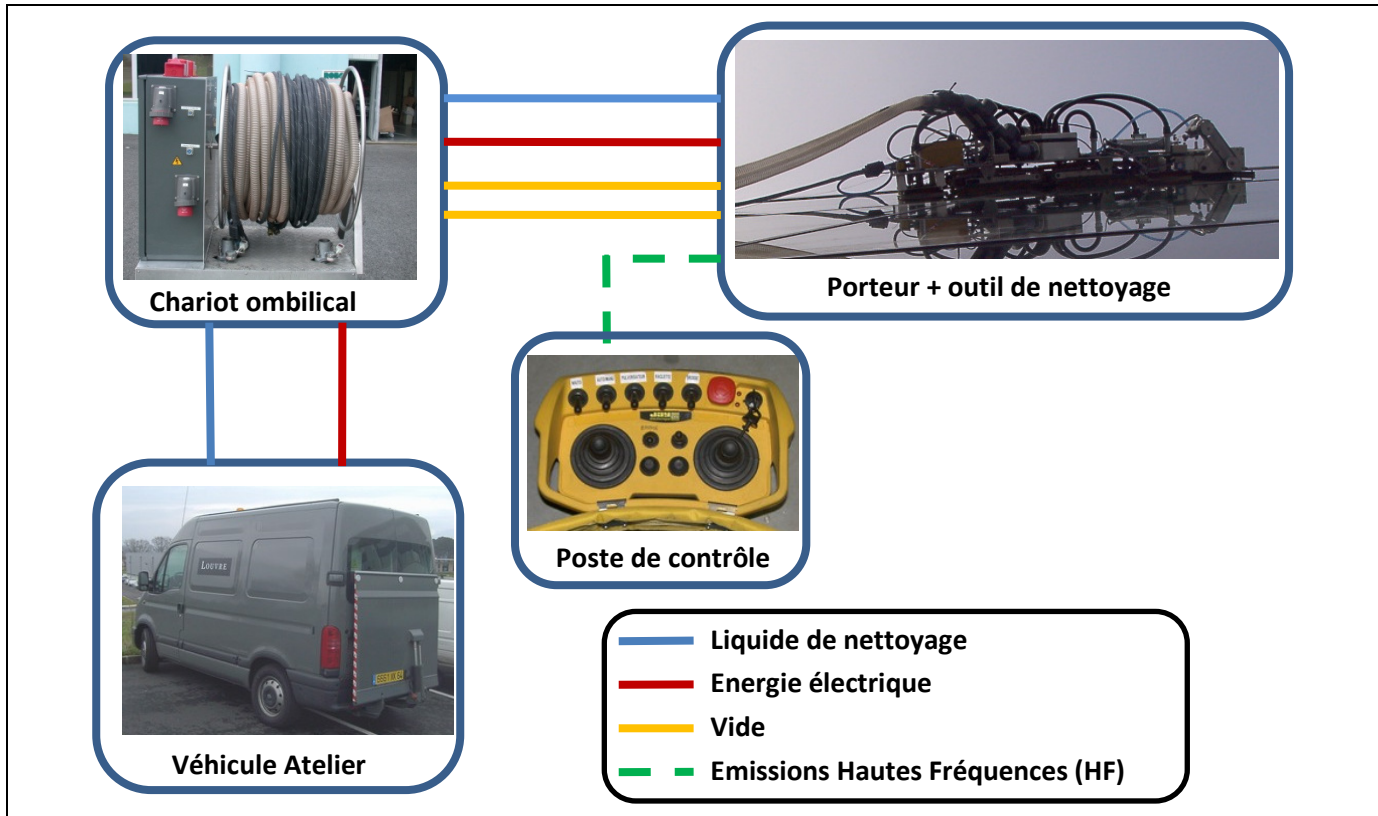 Chariot ombilical
Porteur + outil de nettoyage
Poste de contrôle
LOUVRE
Véhicule Atelier
Liquide de nettoyage
Energie électrique
Vide
Emissions Hautes Fréquences (HF)